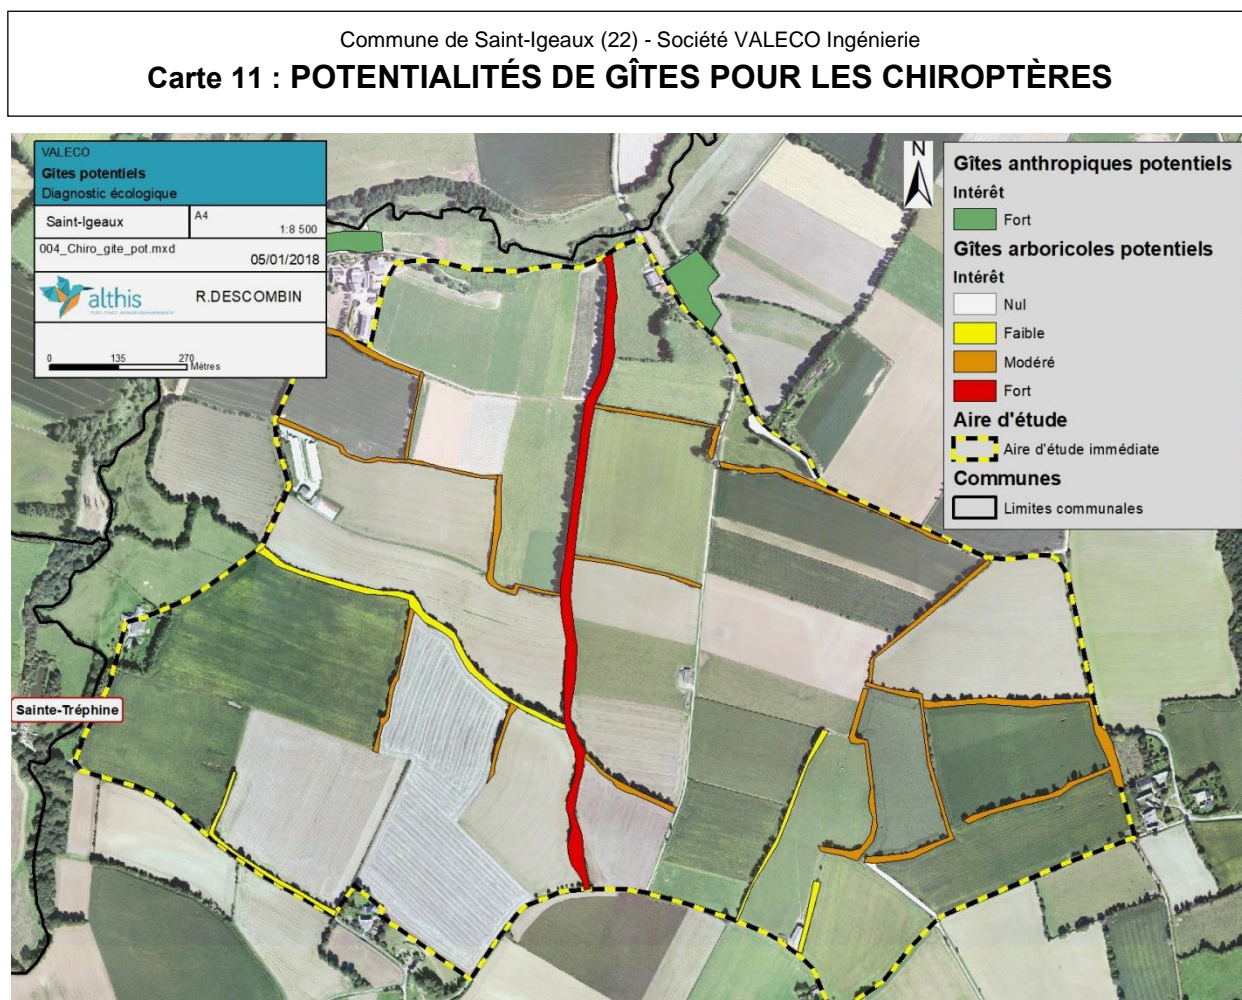 Commune de Saint-Igeaux (22) - Société VALECO Ingénierie
Carte 11 : POTENTIALITÉS DE GÎTES POUR LES CHIROPTÈRES
VALECO
Gîtes potentiels
Diagnostic écologique
Saint-Igeaux
A4
1:8 500
004_Chiro_gite_pot.mxd
05/01/2018
althis
R.DESCOMBIN
0 135 270
Mètres
N
Gîtes anthropiques potentiels
Intérêt
Fort
Gîtes arboricoles potentiels
Intérêt
Nul
Faible
Modéré
Fort
Aire d'étude
Aire d'étude immédiate
Communes
Limites communales
Sainte-Tréphine